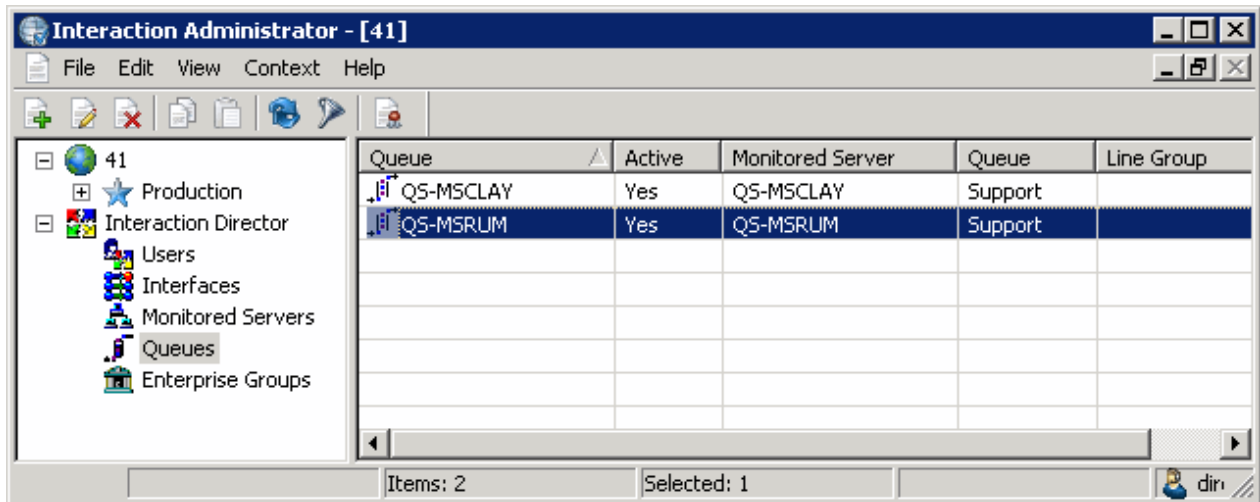 Interaction Administrator - [41]
File Edit View Context Help
41
Production
Interaction Director
Users
Interfaces
Monitored Servers
Queues
Enterprise Groups
Queue Active Monitored Server Queue Line Group
QS-MSCLAY Yes QS-MSCLAY Support
QS-MSRUM Yes QS-MSRUM Support
Items: 2 Selected: 1